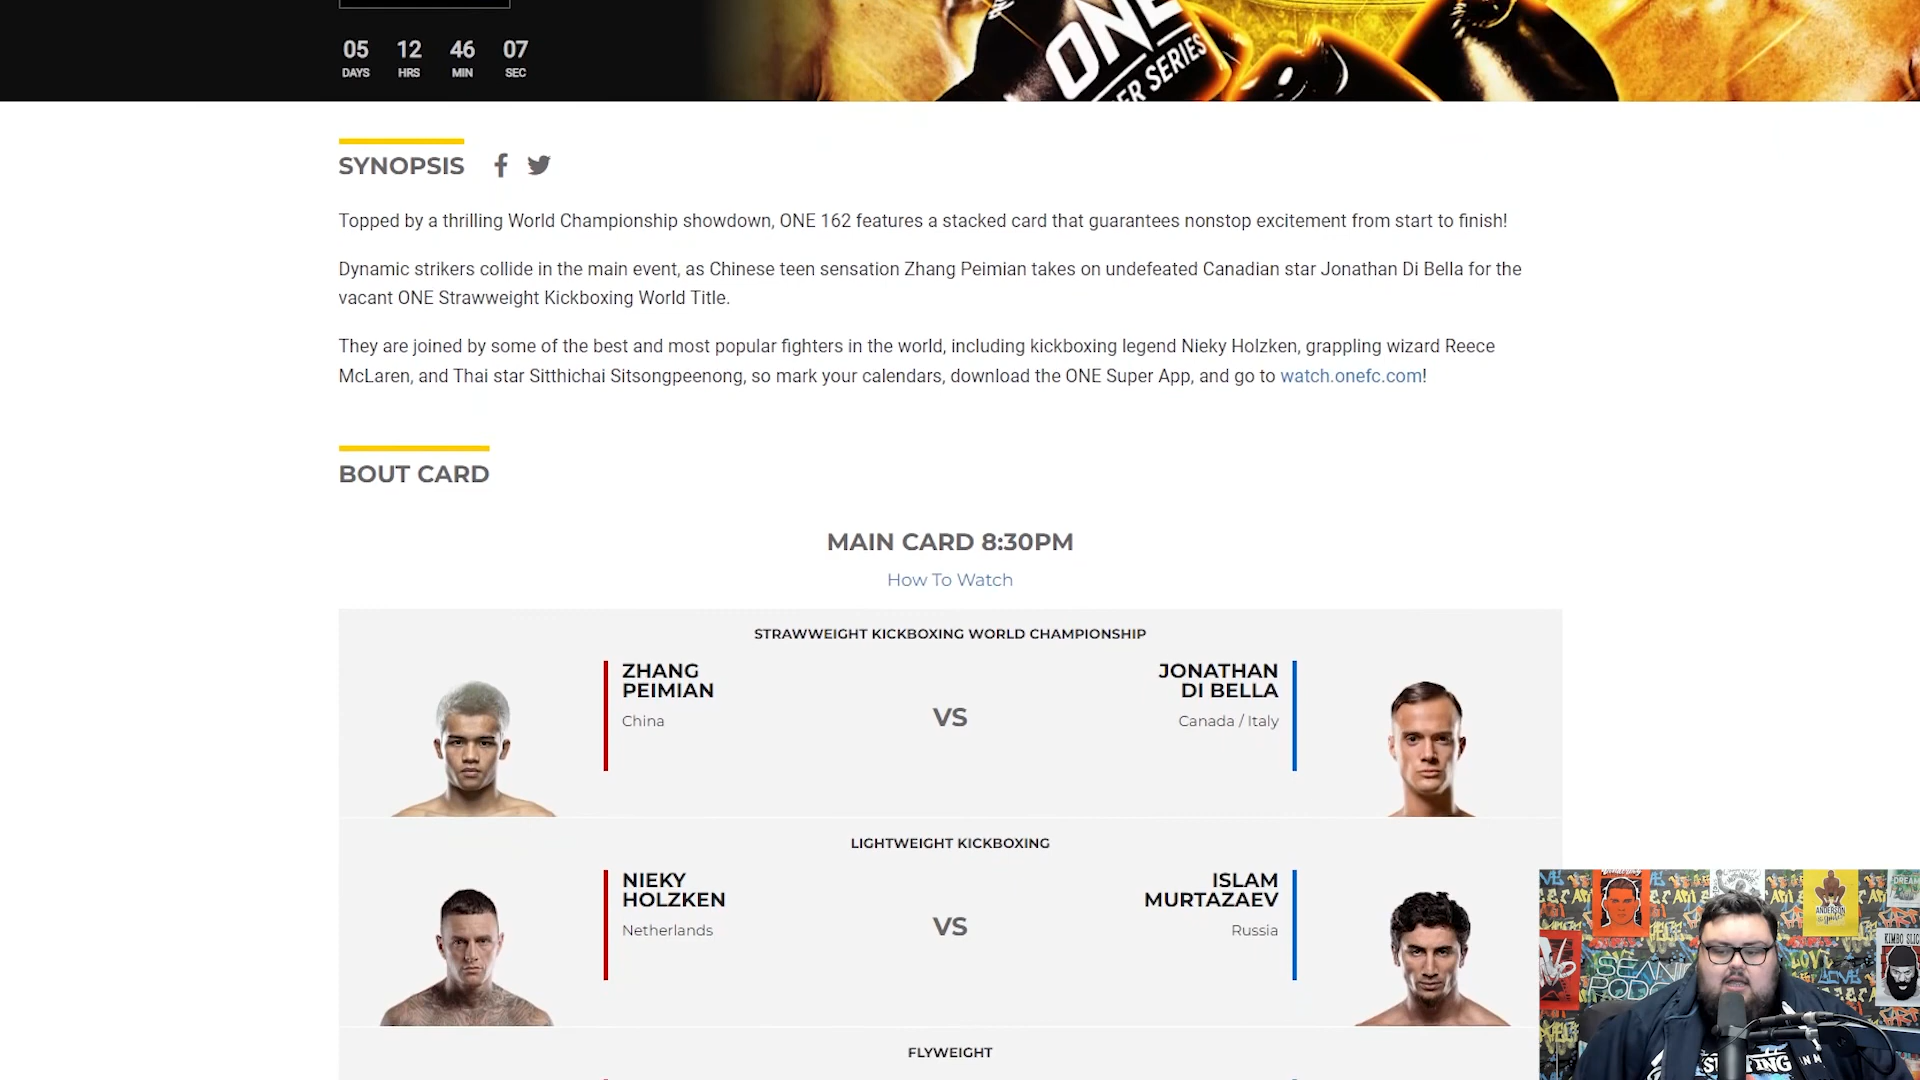 05 12 46 07
DAYS HRS MIN SEC
ONE
ER SERIES
SYNOPSIS
Topped by a thrilling World Championship showdown, ONE 162 features a stacked card that guarantees nonstop excitement from start to finish!
Dynamic strikers collide in the main event, as Chinese teen sensation Zhang Peimian takes on undefeated Canadian star Jonathan Di Bella for the
vacant ONE Strawweight Kickboxing World Title.
They are joined by some of the best and most popular fighters in the world, including kickboxing legend Nieky Holzken, grappling wizard Reece
McLaren, and Thai star Sitthichai Sitsongpeenong, so mark your calendars, download the ONE Super App, and go to watch.onefc.com!
BOUT CARD
MAIN CARD 8:30PM
How To Watch
STRAWWEIGHT KICKBOXING WORLD CHAMPIONSHIP
ZHANG
PEIMIAN
China
VS
JONATHAN
DI BELLA
Canada / Italy
LIGHTWEIGHT KICKBOXING
NIEKY
HOLZKEN
Netherlands
VS
ISLAM
MURTAZAEV
Russia
FLYWEIGHT
ANDERSON
KIMBO SLIC
DREAM
LOVE
SEAN
PODC